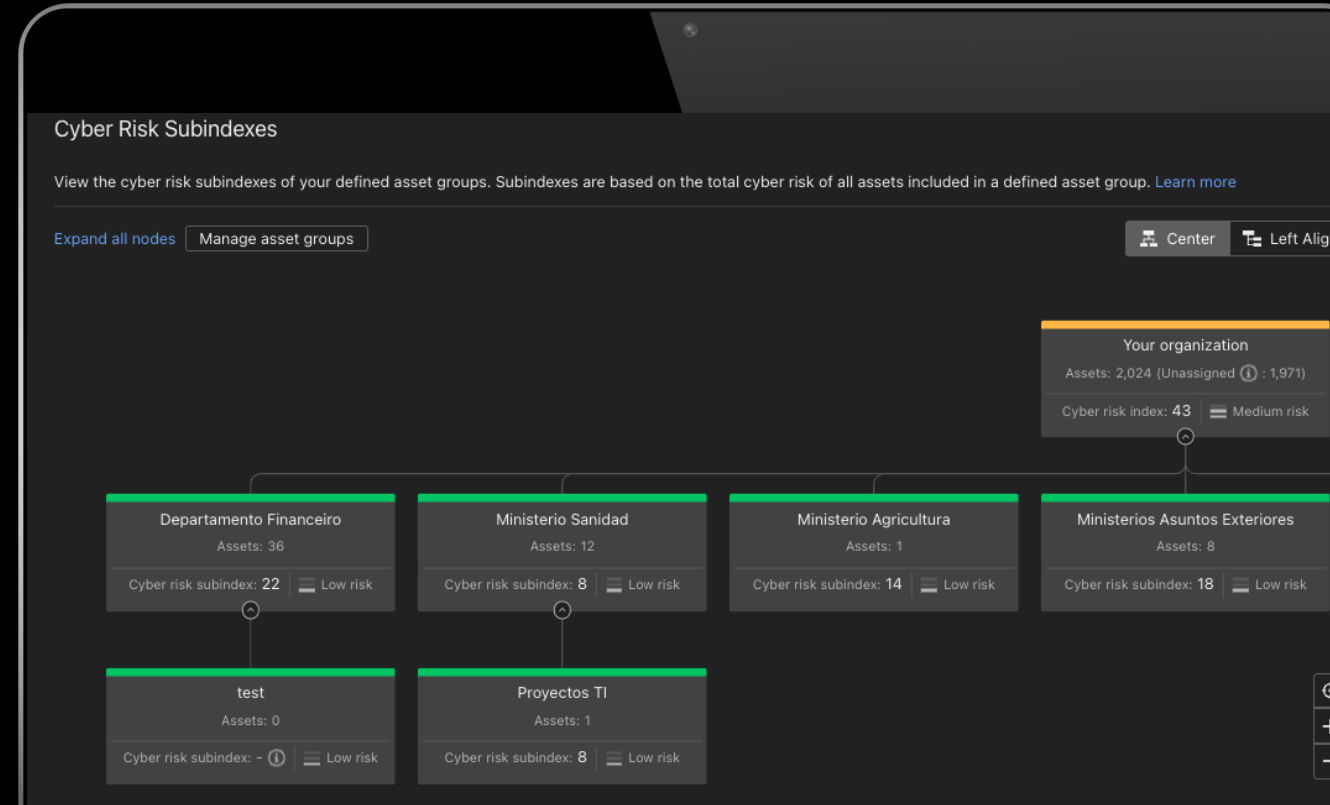 Cyber Risk Subindexes
View the cyber risk subindexes of your defined asset groups. Subindexes are based on the total cyber risk of all assets included in a defined asset group. Learn more
Expand all nodes Manage asset groups Center Left Alig
Your organization
Assets: 2,024 (Unassigned : 1,971)
Cyber risk index: 43 Medium risk
Departamento Financeiro Ministerio Sanidad Ministerio Agricultura Ministerios Asuntos Exteriores
Assets: 36 Assets: 12 Assets: 1 Assets: 8
Cyber risk subindex: 22 Low risk Cyber risk subindex: 8 Low risk Cyber risk subindex: 14 Low risk Cyber risk subindex: 18 Low risk
test Proyectos TI
Assets: 0 Assets: 1
Cyber risk subindex: - Low risk Cyber risk subindex: 8 Low risk